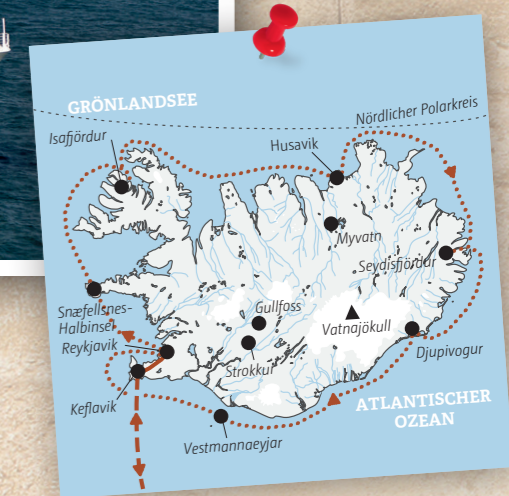 GRÖNLANDSEE
Nördlicher Polarkreis
Isafjördur
Husavik
Myvatn
Seydisfjördur
Snæfellsnes-
Halbinsel
Gullfoss
Vatnajökull
Reykjavik
Strokkur
Djupivogur
Keflavik
ATLANTISCHER
OZEAN
Vestmannaeyjar